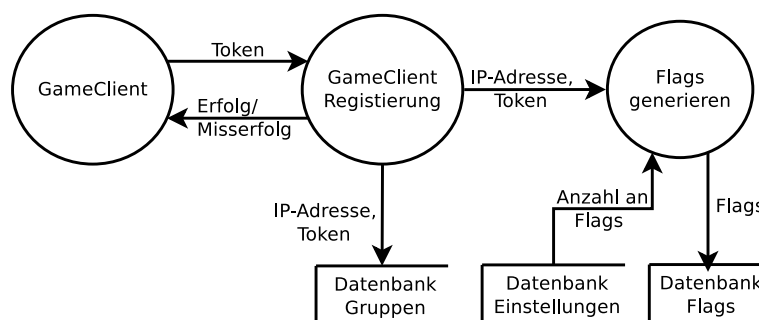 GameClient
Token
Erfolg/
Misserfolg
GameClient
Registierung
IP-Adresse,
Token
Flags
generieren
IP-Adresse,
Token
Anzahl an
Flags
Flags
Datenbank
Gruppen
Datenbank
Einstellungen
Datenbank
Flags